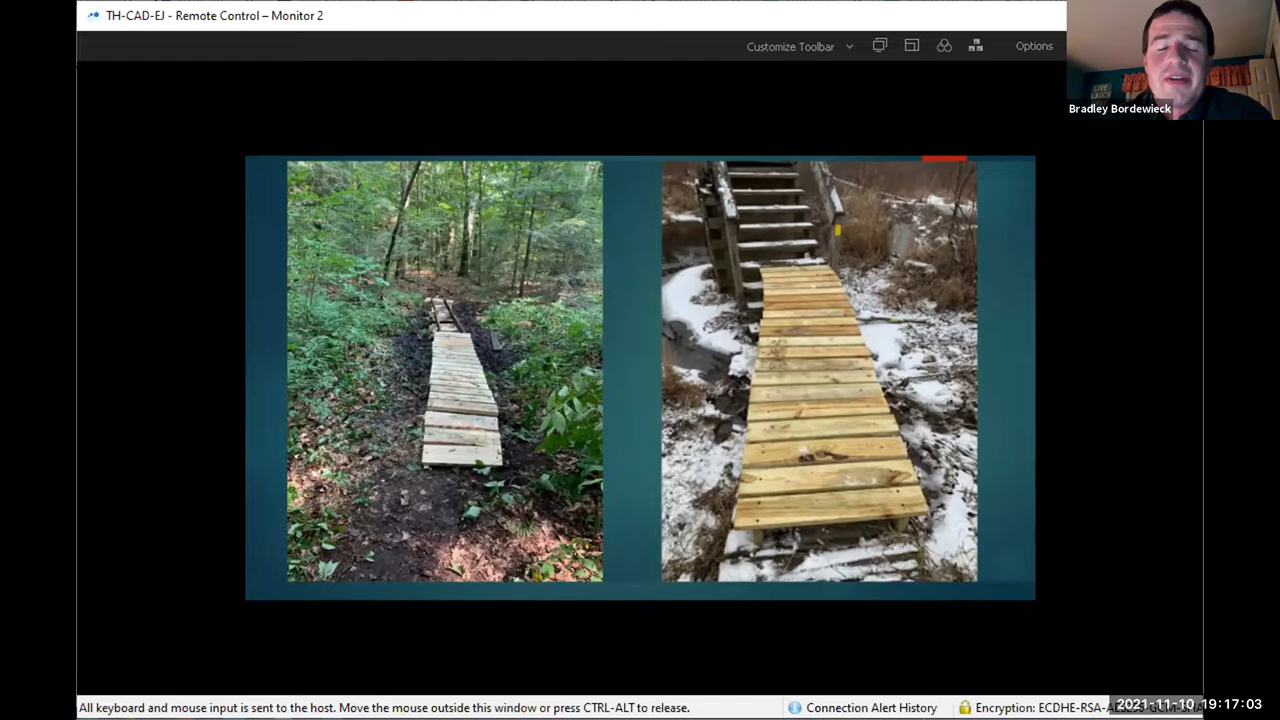 TH-CAD-EJ - Remote Control – Monitor 2
Customize Toolbar
Options
LIVE
LAUGH
Bradley Bordewieck
All keyboard and mouse input is sent to the host. Move the mouse outside this window or press CTRL-ALT to release.
Connection Alert History
Encryption: ECDHE-RSA-
2021-11-10 19:17:03